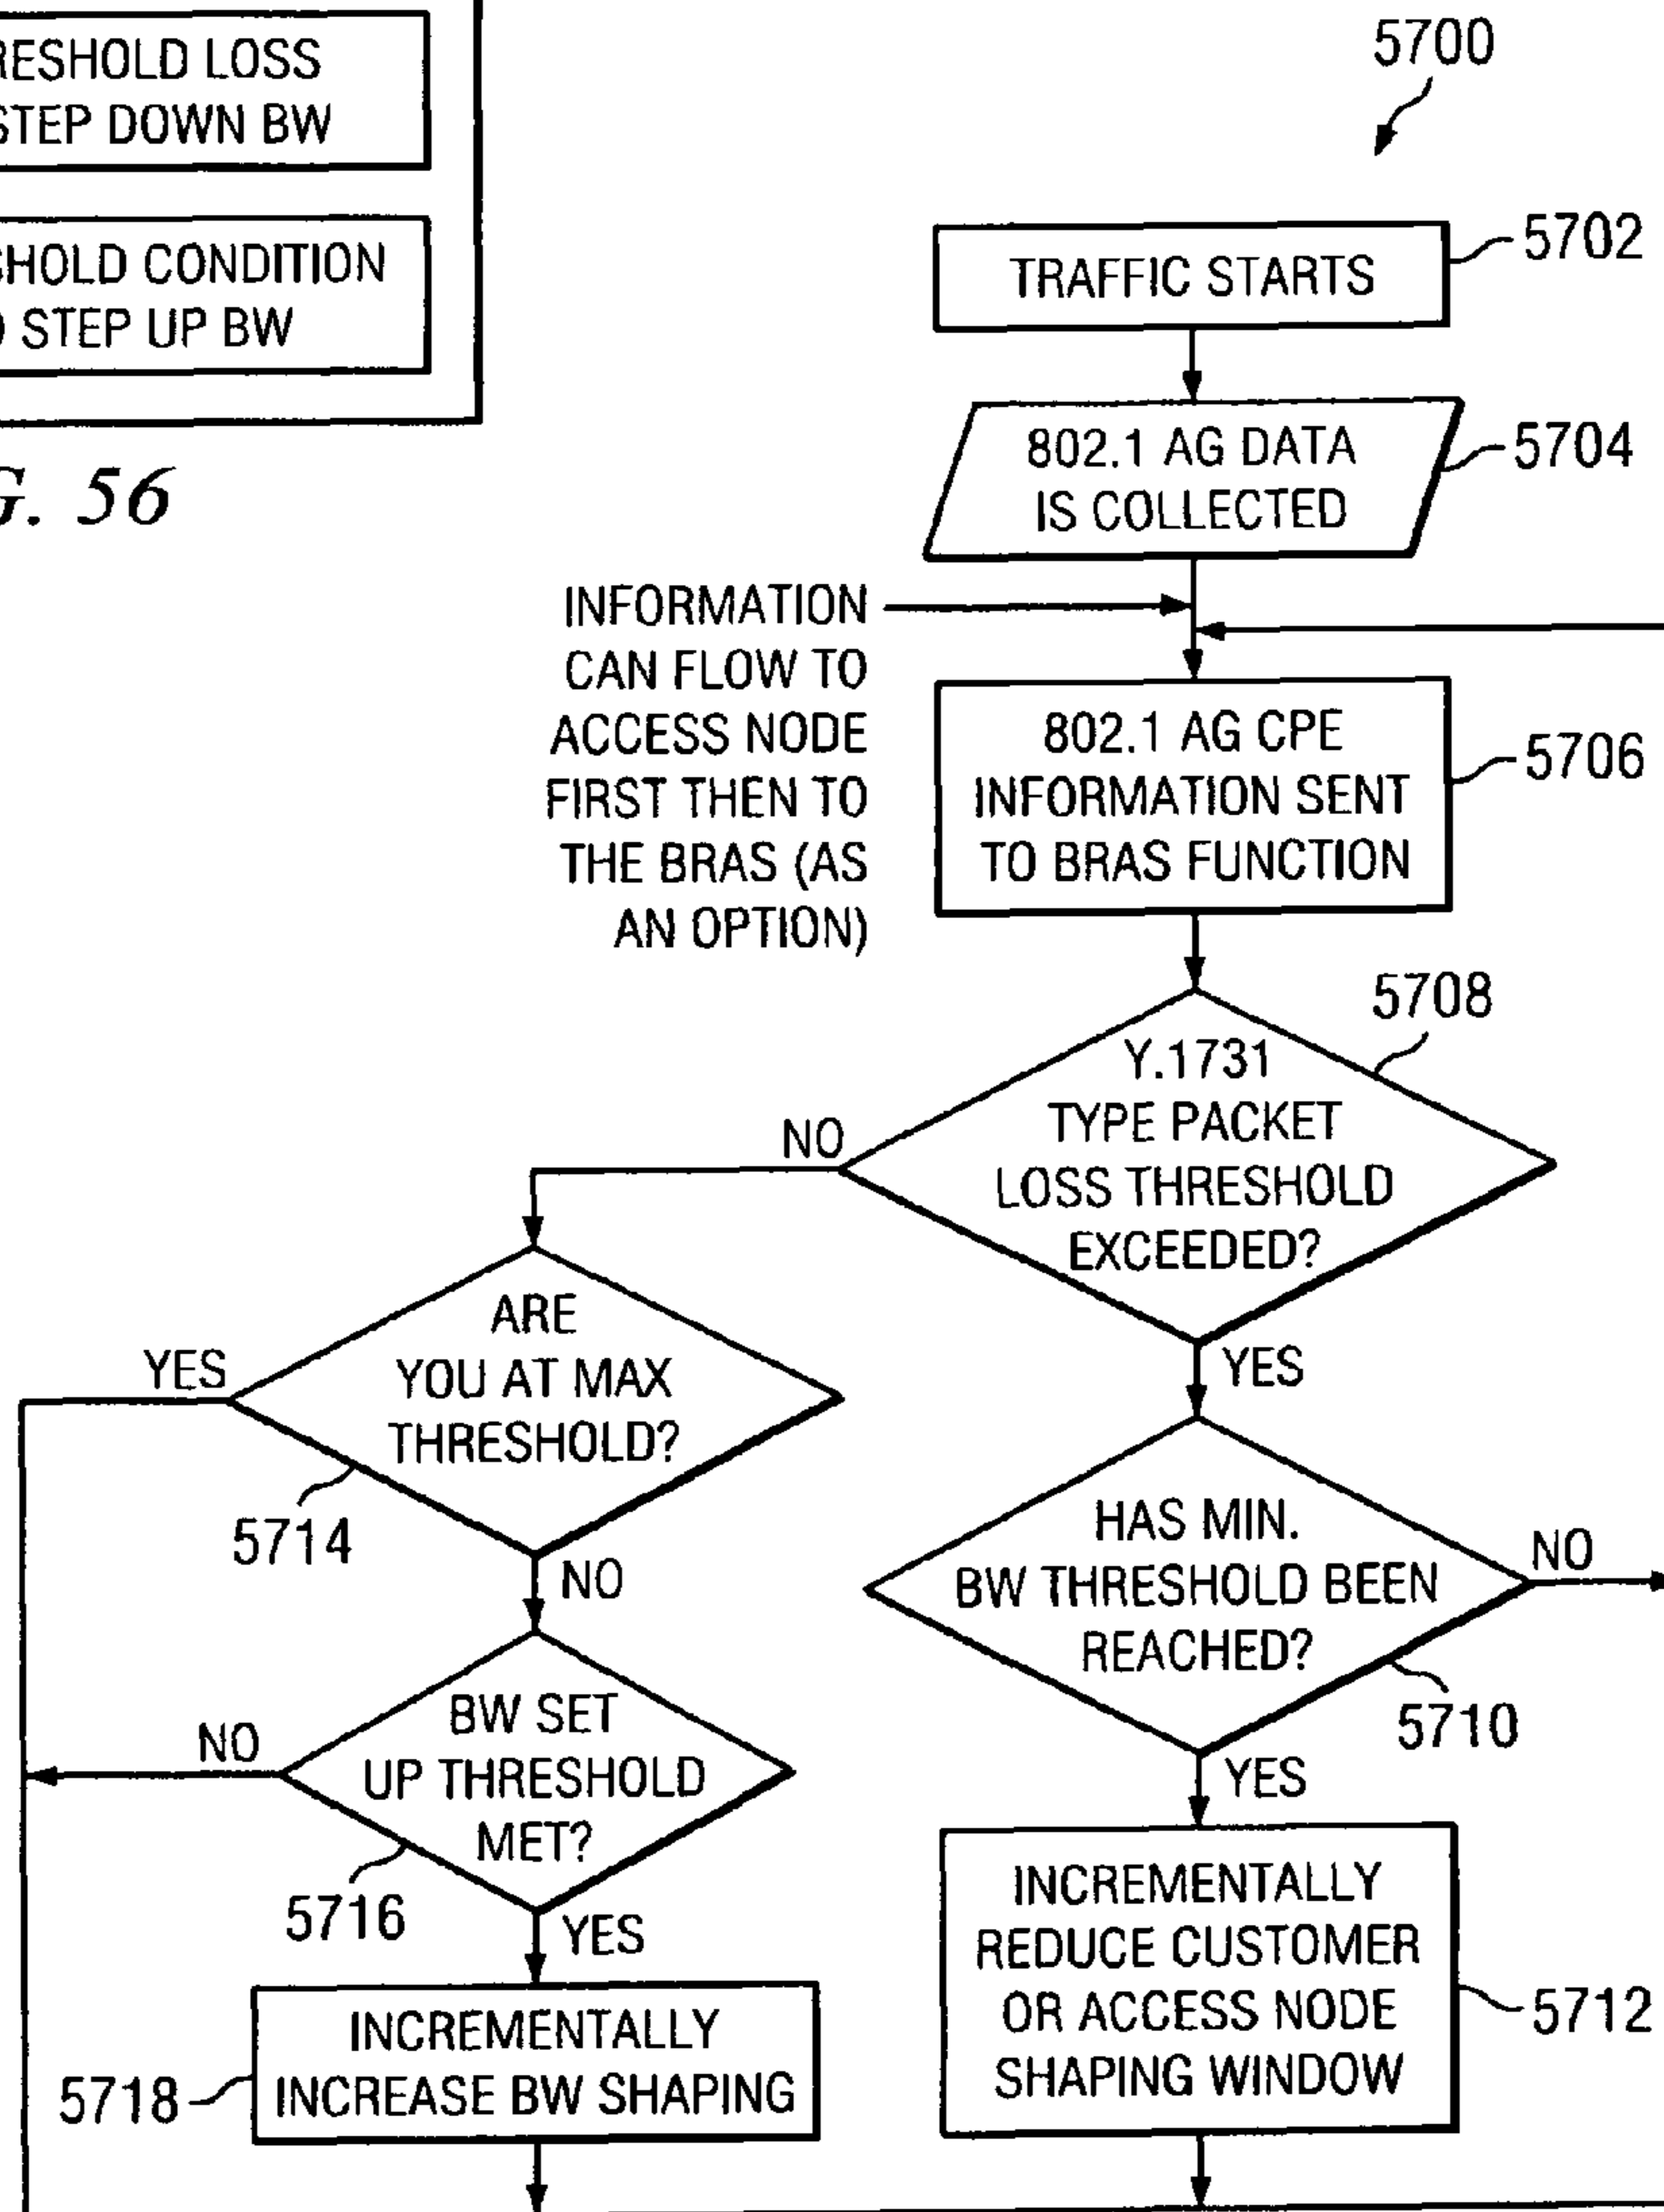 LOSS
STEP DOWN BW
CONDITION
STEP UP BW
56
5700
TRAFFIC STARTS
5702
802.1 AG DATA
IS COLLECTED
5704
INFORMATION
CAN FLOW TO
ACCESS NODE
FIRST THEN TO
THE BRAS (AS
AN OPTION)
802.1 AG CPE
INFORMATION SENT
TO BRAS FUNCTION
5706
5708
Y.1731
TYPE PACKET
LOSS THRESHOLD
EXCEEDED?
NO
YES
ARE
YOU AT MAX
THRESHOLD?
YES
5714
NO
HAS MIN.
BW THRESHOLD BEEN
REACHED?
NO
5710
YES
BW SET
UP THRESHOLD
MET?
NO
5716
YES
INCREMENTALLY
INCREASE BW SHAPING
5718
INCREMENTALLY
REDUCE CUSTOMER
OR ACCESS NODE
SHAPING WINDOW
5712